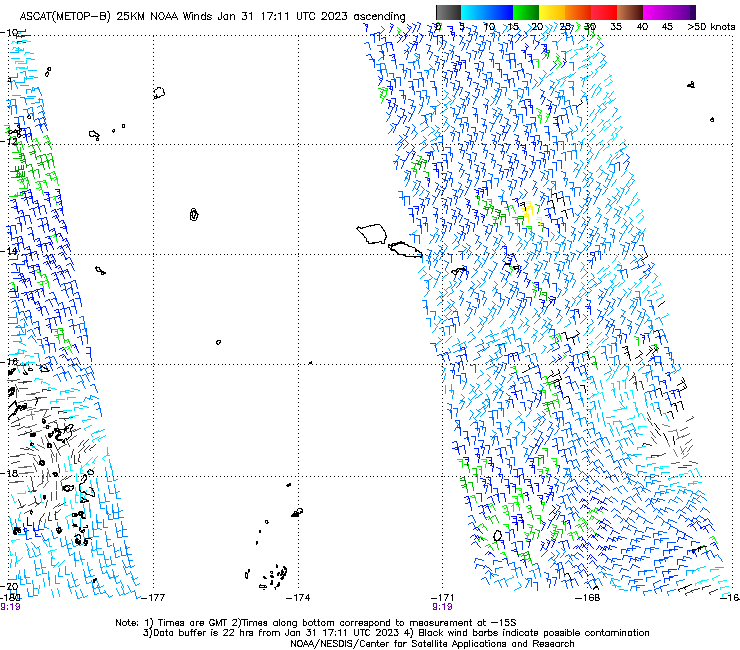 ASCAT(METOP-B) 25KM NOAA Winds Jan 31 17:11 UTC 2023 ascending
0 5 10 15 20 25 30 35 40 45 >50 knots
-10
-12
-14
-16
-18
-20
-180 -177 -174 -171 -168 -16
9:19 9:19
Note: 1) Times are GMT 2)Times along bottom correspond to measurement at -15S
3)Data buffer is 22 hrs from Jan 31 17:11 UTC 2023 4) Black wind barbs indicate possible contamination
NOAA/NESDIS/Center for Satellite Applications and Research